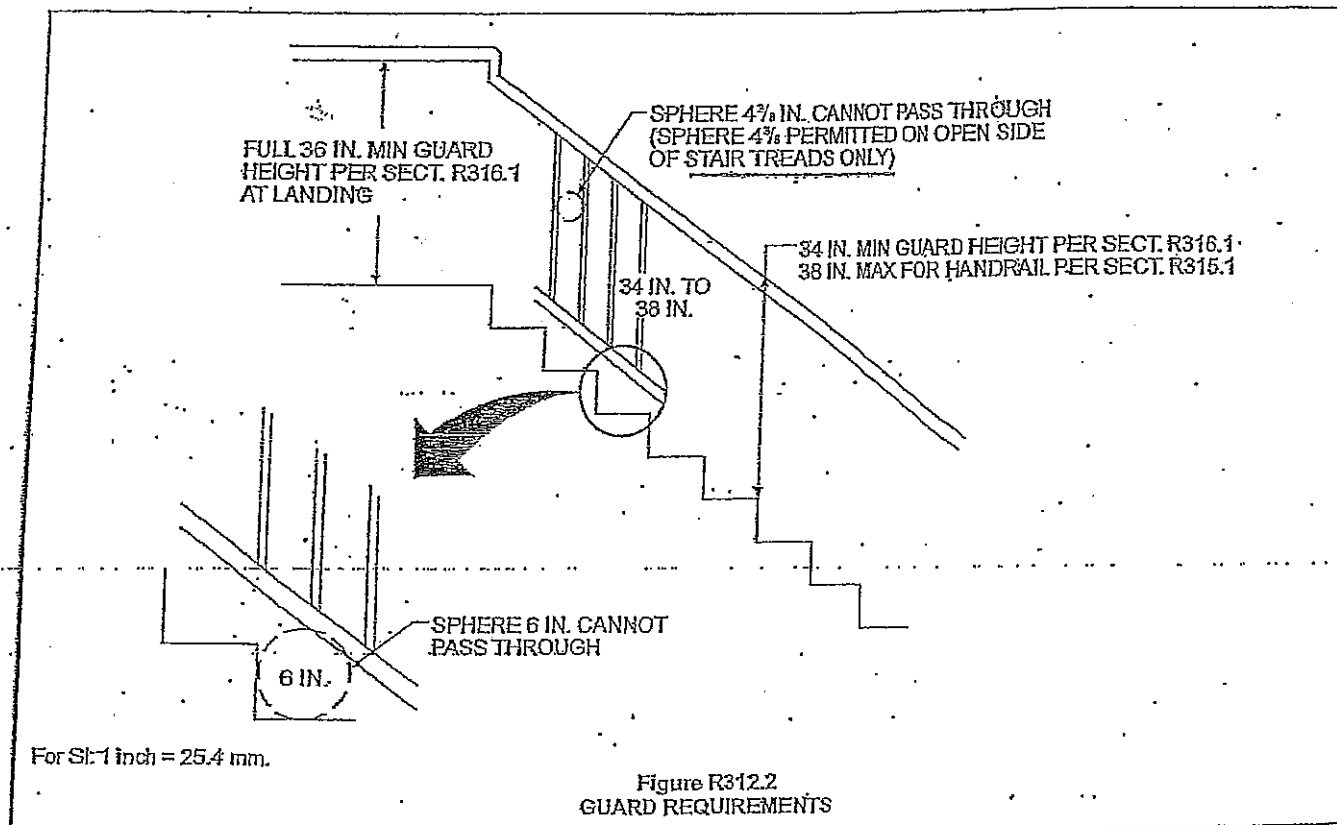 FULL 36 IN. MIN GUARD
HEIGHT PER SECT. R316.1
AT LANDING
SPHERE 4⅜ IN. CANNOT PASS THROUGH
(SPHERE 4⅜ PERMITTED ON OPEN SIDE
OF STAIR TREADS ONLY)
34 IN. MIN GUARD HEIGHT PER SECT. R316.1
38 IN. MAX FOR HANDRAIL PER SECT. R315.1
34 IN. TO
38 IN.
SPHERE 6 IN. CANNOT
PASS THROUGH
6 IN.
For SI: 1 inch = 25.4 mm.
Figure R312.2
GUARD REQUIREMENTS